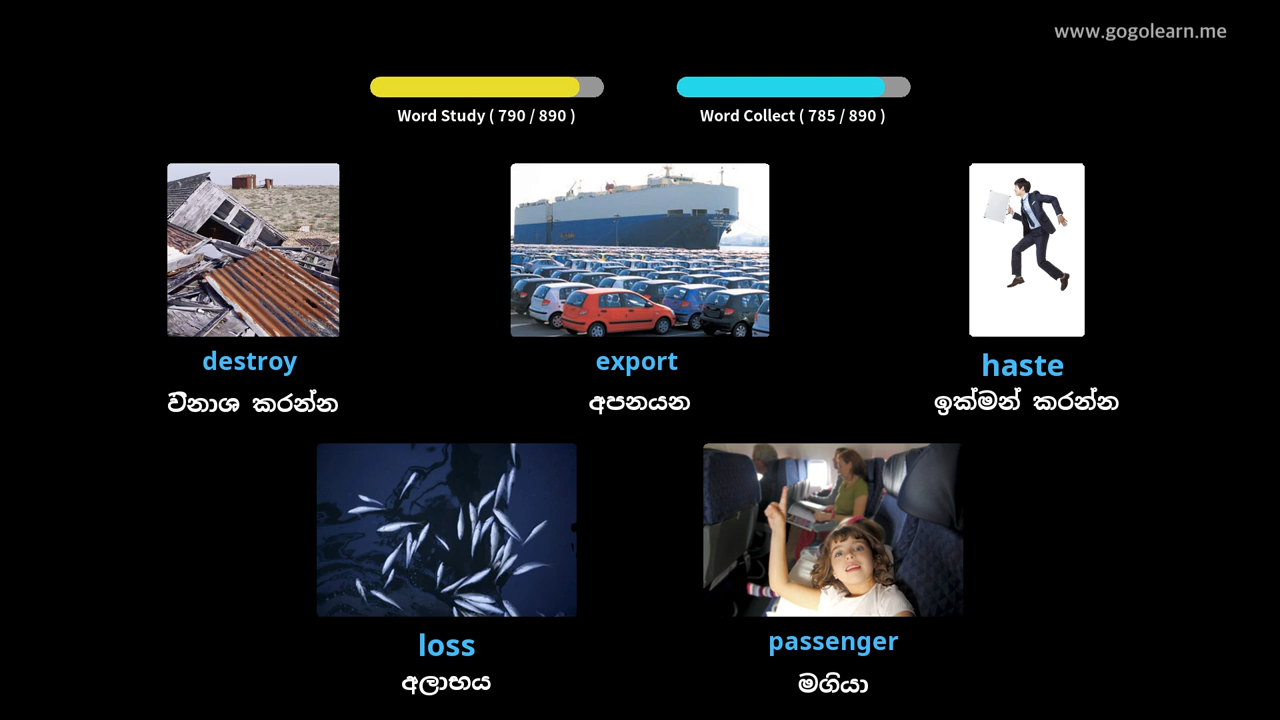 www.gogolearn.me
Word Study ( 790 / 890 )
Word Collect ( 785 / 890 )
destroy
විනාශ කරන්න
export
අපනයන
haste
ඉක්මන් කරන්න
loss
අලාභය
passenger
මගියා